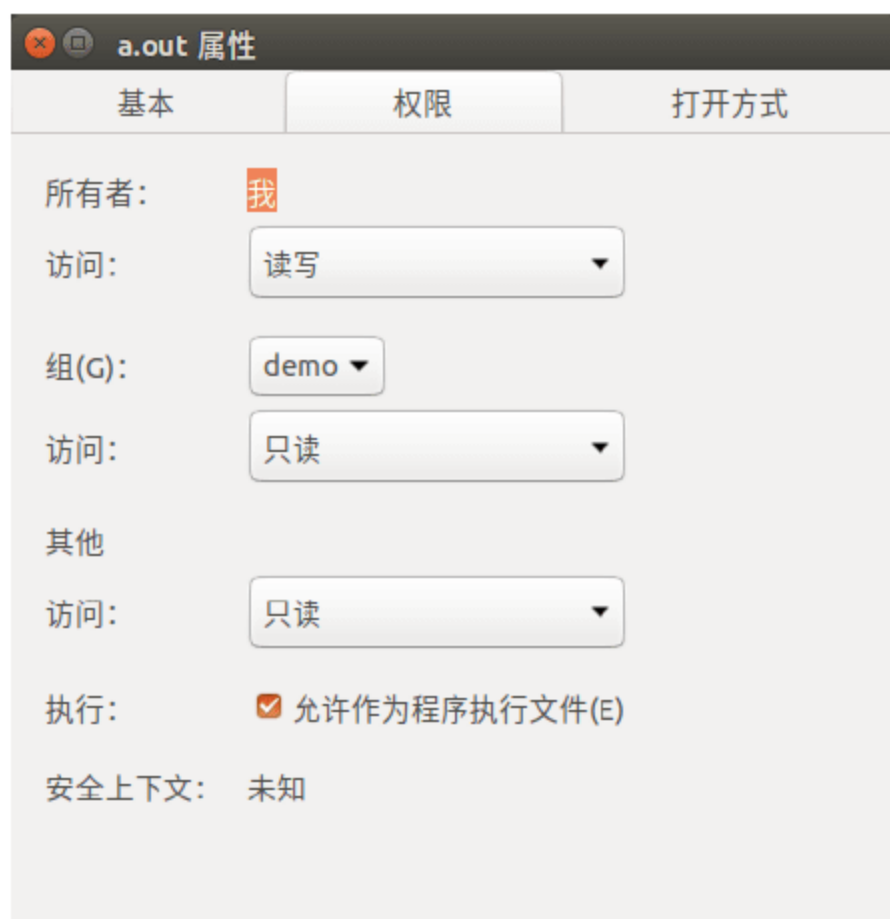 a.out 属性
基本 权限 打开方式
所有者： 我
访问： 读写
组(G)： demo
访问： 只读
其他
访问： 只读
执行： 允许作为程序执行文件(E)
安全上下文： 未知